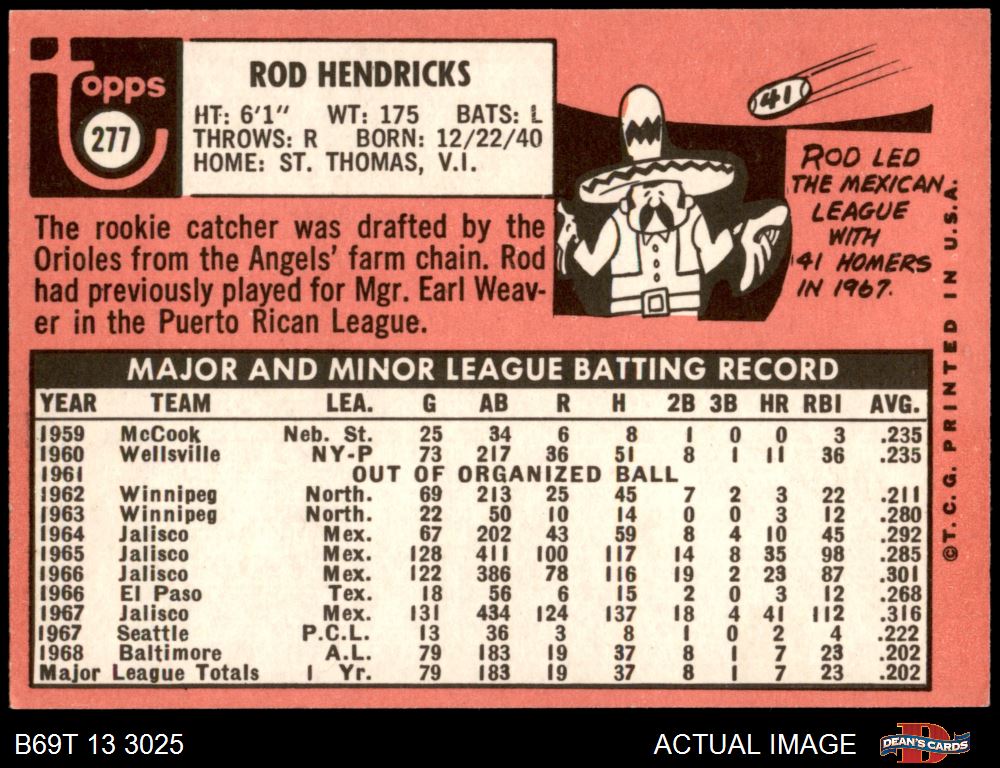 Topps
277
ROD HENDRICKS
HT: 6'1" WT: 175 BATS: L
THROWS: R BORN: 12/22/40
HOME: ST. THOMAS, V.I.
41
ROD LED
THE MEXICAN
LEAGUE
WITH
41 HOMERS
IN 1967.
The rookie catcher was drafted by the
Orioles from the Angels' farm chain. Rod
had previously played for Mgr. Earl Weav-
er in the Puerto Rican League.
MAJOR AND MINOR LEAGUE BATTING RECORD
YEAR TEAM LEA. G AB R H 2B 3B HR RBI AVG.
1959 McCook Neb. St. 25 34 6 8 1 0 0 3 .235
1960 Wellsville NY-P 73 217 36 51 8 1 11 36 .235
1961 OUT OF ORGANIZED BALL
1962 Winnipeg North. 69 213 25 45 7 2 3 22 .211
1963 Winnipeg North. 22 50 10 14 0 0 3 12 .280
1964 Jalisco Mex. 67 202 43 59 8 4 10 45 .292
1965 Jalisco Mex. 128 411 100 117 14 8 35 98 .285
1966 Jalisco Mex. 122 386 78 116 19 2 23 87 .301
1966 El Paso Tex. 18 56 6 15 2 0 3 12 .268
1967 Jalisco Mex. 131 434 124 137 18 4 41 112 .316
1967 Seattle P.C.L. 13 36 3 8 1 0 2 4 .222
1968 Baltimore A.L. 79 183 19 37 8 1 7 23 .202
Major League Totals 1 Yr. 79 183 19 37 8 1 7 23 .202
©T.C.G. PRINTED IN U.S.A.
B69T 13 3025
ACTUAL IMAGE
D
DEAN'S CARDS